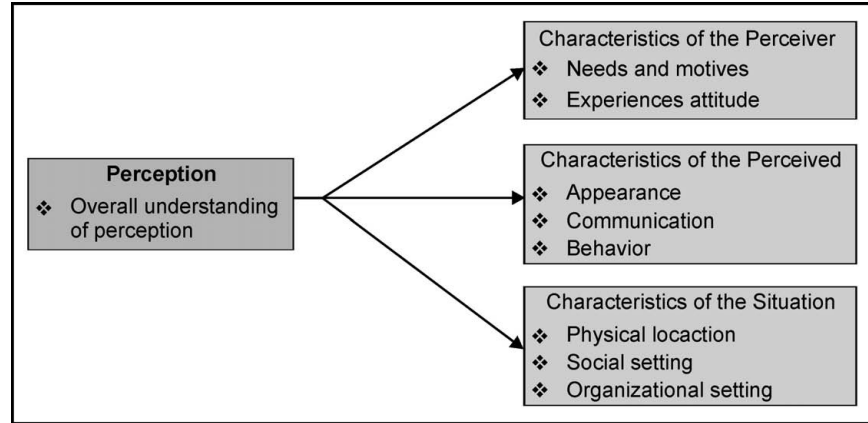 Characteristics of the Perceiver
❖ Needs and motives
❖ Experiences attitude
Perception
❖ Overall understanding
of perception
Characteristics of the Perceived
❖ Appearance
❖ Communication
❖ Behavior
Characteristics of the Situation
❖ Physical locaction
❖ Social setting
❖ Organizational setting